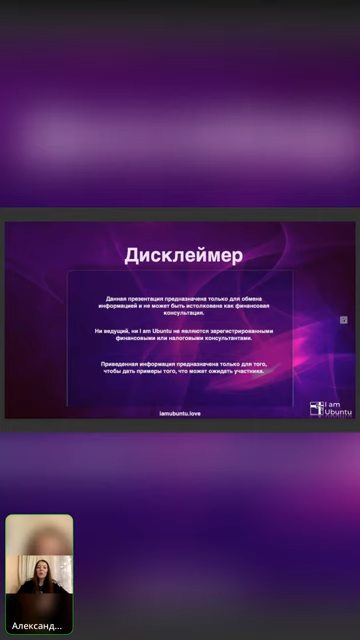 Дисклеймер
Данная презентация предназначена только для обмена
информацией и не может быть истолкована как финансовая
консультация.
Ни ведущий, ни I am Ubuntu не являются зарегистрированными
финансовыми или налоговыми консультантами.
Приведенная информация предназначена только для того,
чтобы дать примеры того, что может ожидать участника.
iamubuntu.love
I am
Ubuntu
Александ...